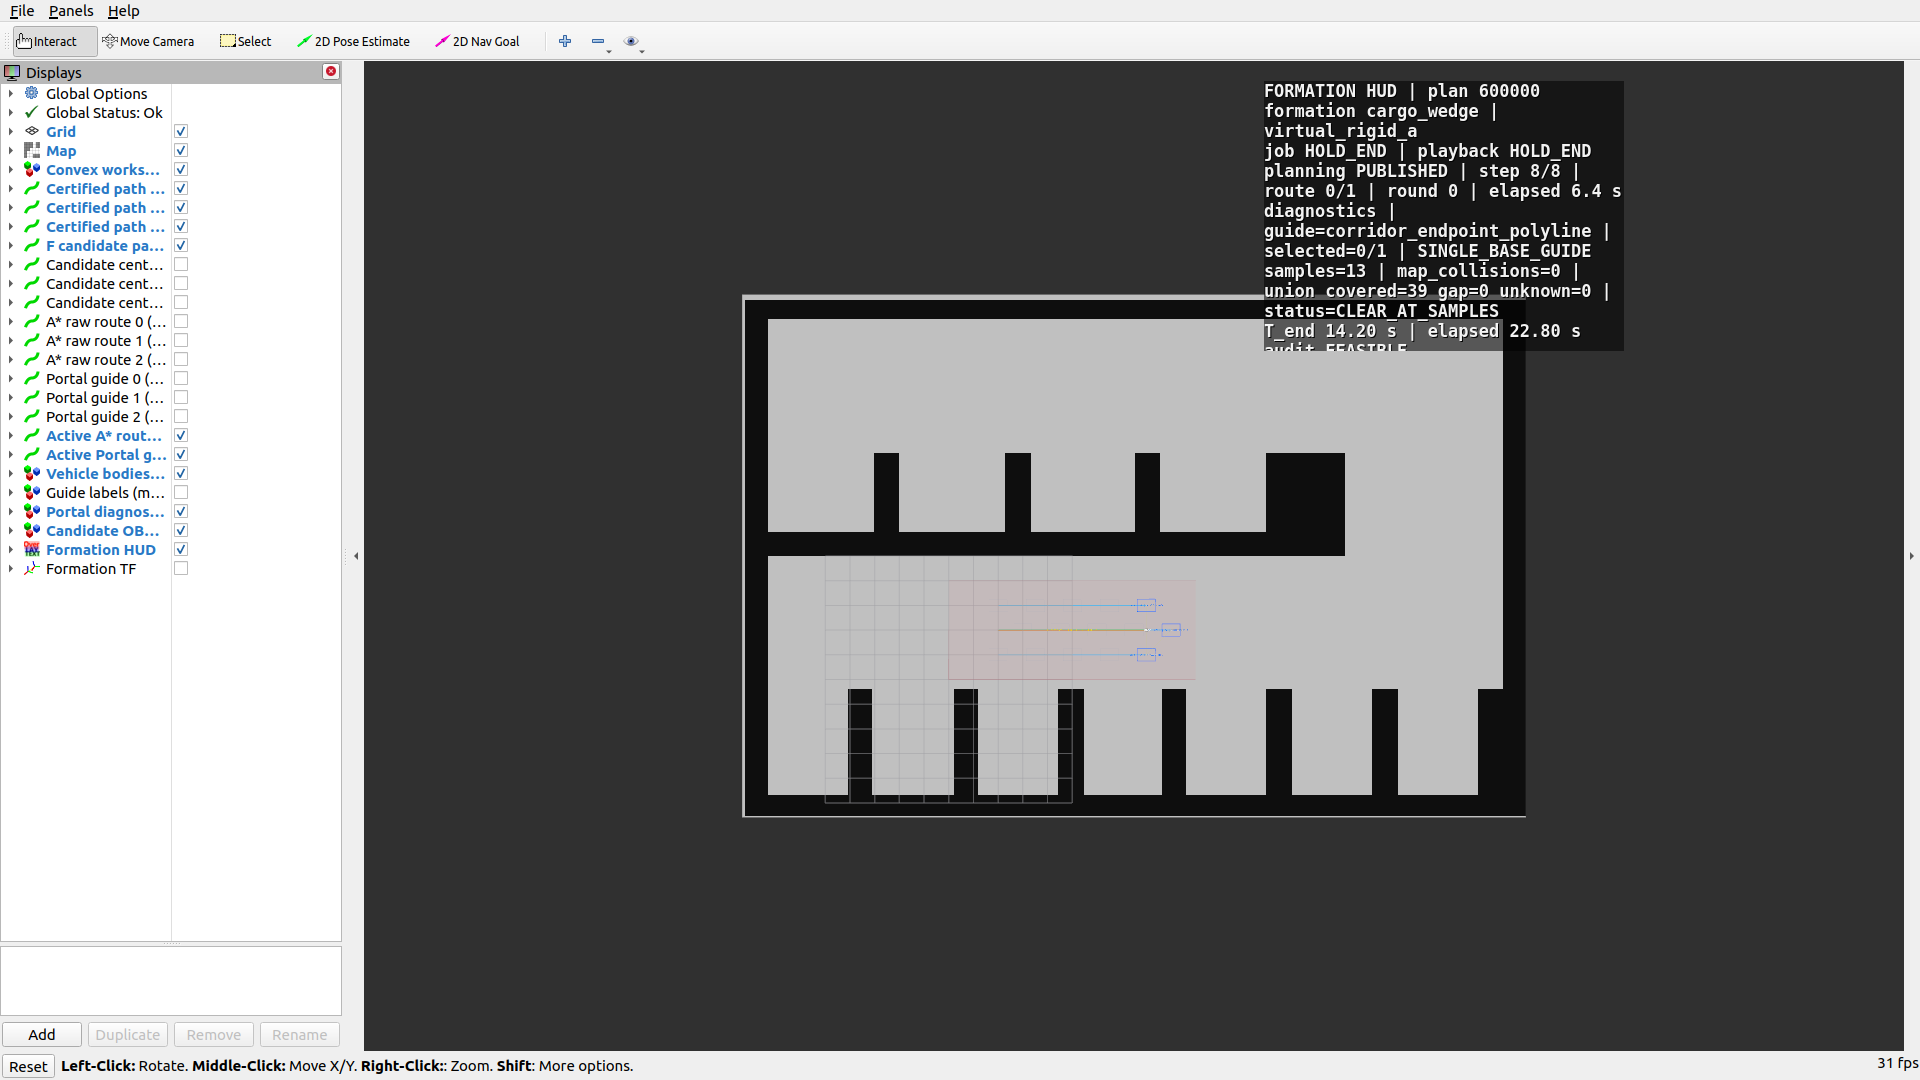 File Panels Help
Interact Move Camera Select 2D Pose Estimate 2D Nav Goal
Displays
Global Options
Global Status: Ok
Grid
Map
Convex works...
Certified path ...
Certified path ...
Certified path ...
F candidate pa...
Candidate cent...
Candidate cent...
Candidate cent...
A* raw route 0 (...
A* raw route 1 (...
A* raw route 2 (...
Portal guide 0 (...
Portal guide 1 (...
Portal guide 2 (...
Active A* rout...
Active Portal g...
Vehicle bodies...
Guide labels (m...
Portal diagnos...
Candidate OB...
Formation HUD
Formation TF
Add Duplicate Remove Rename
FORMATION HUD | plan 600000
formation cargo_wedge |
virtual_rigid_a
job HOLD_END | playback HOLD_END
planning PUBLISHED | step 8/8 |
route 0/1 | round 0 | elapsed 6.4 s
diagnostics |
guide=corridor_endpoint_polyline |
selected=0/1 | SINGLE_BASE_GUIDE
samples=13 | map_collisions=0 |
union covered=39 gap=0 unknown=0 |
status=CLEAR_AT_SAMPLES
T_end 14.20 s | elapsed 22.80 s
audit FEASIBLE
Reset Left-Click: Rotate. Middle-Click: Move X/Y. Right-Click:: Zoom. Shift: More options.
31 fps